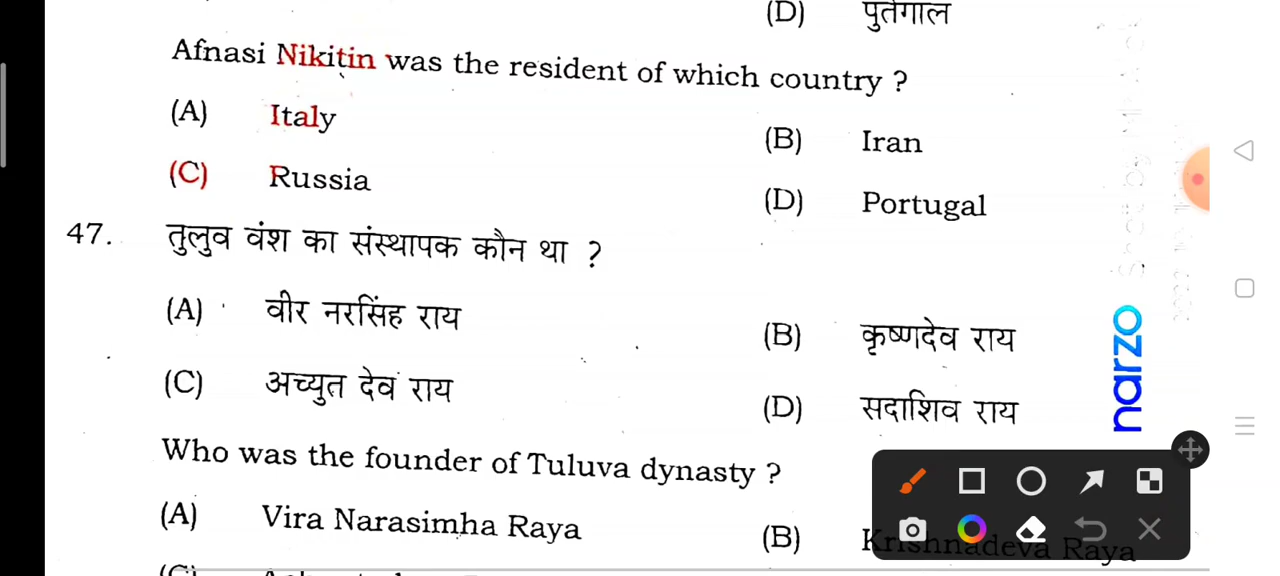 (D) पुर्तगाल
Afnasi Nikitin was the resident of which country ?
(A) Italy
(B) Iran
(C) Russia
(D) Portugal
47. तुलुव वंश का संस्थापक कौन था ?
(A) वीर नरसिंह राय
(B) कृष्णदेव राय
(C) अच्युत देव राय
(D) सदाशिव राय
Who was the founder of Tuluva dynasty ?
(A) Vira Narasimha Raya
(B) Krishnadeva Raya
(C)
narzo